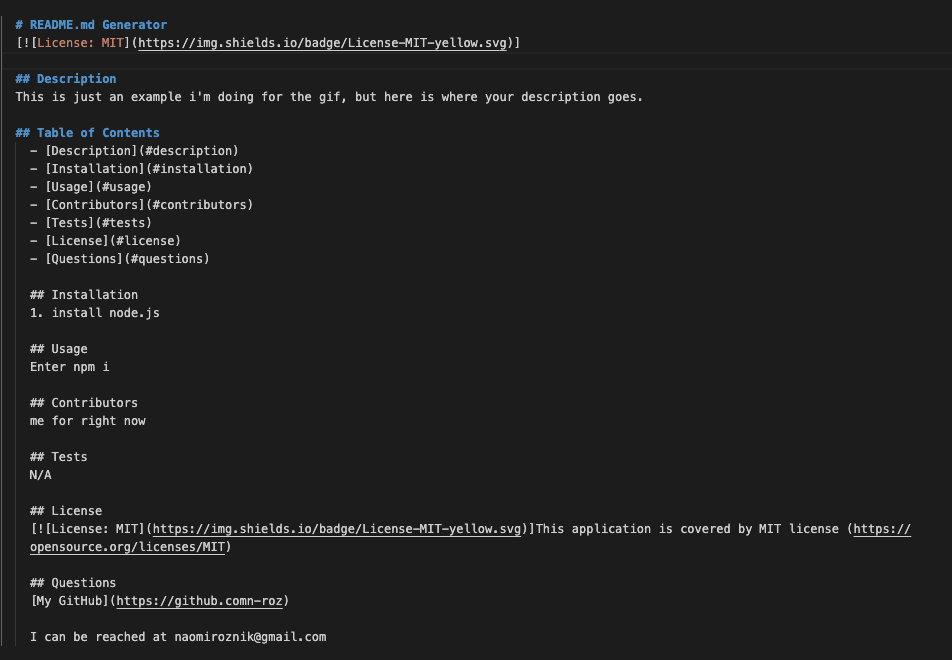 # README.md Generator
[![License: MIT](https://img.shields.io/badge/License-MIT-yellow.svg)]
## Description
This is just an example i'm doing for the gif, but here is where your description goes.
## Table of Contents
- [Description](#description)
- [Installation](#installation)
- [Usage](#usage)
- [Contributors](#contributors)
- [Tests](#tests)
- [License](#license)
- [Questions](#questions)
## Installation
1. install node.js
## Usage
Enter npm i
## Contributors
me for right now
## Tests
N/A
## License
[![License: MIT](https://img.shields.io/badge/License-MIT-yellow.svg)]This application is covered by MIT license (https://
opensource.org/licenses/MIT)
## Questions
[My GitHub](https://github.comn-roz)
I can be reached at naomiroznik@gmail.com